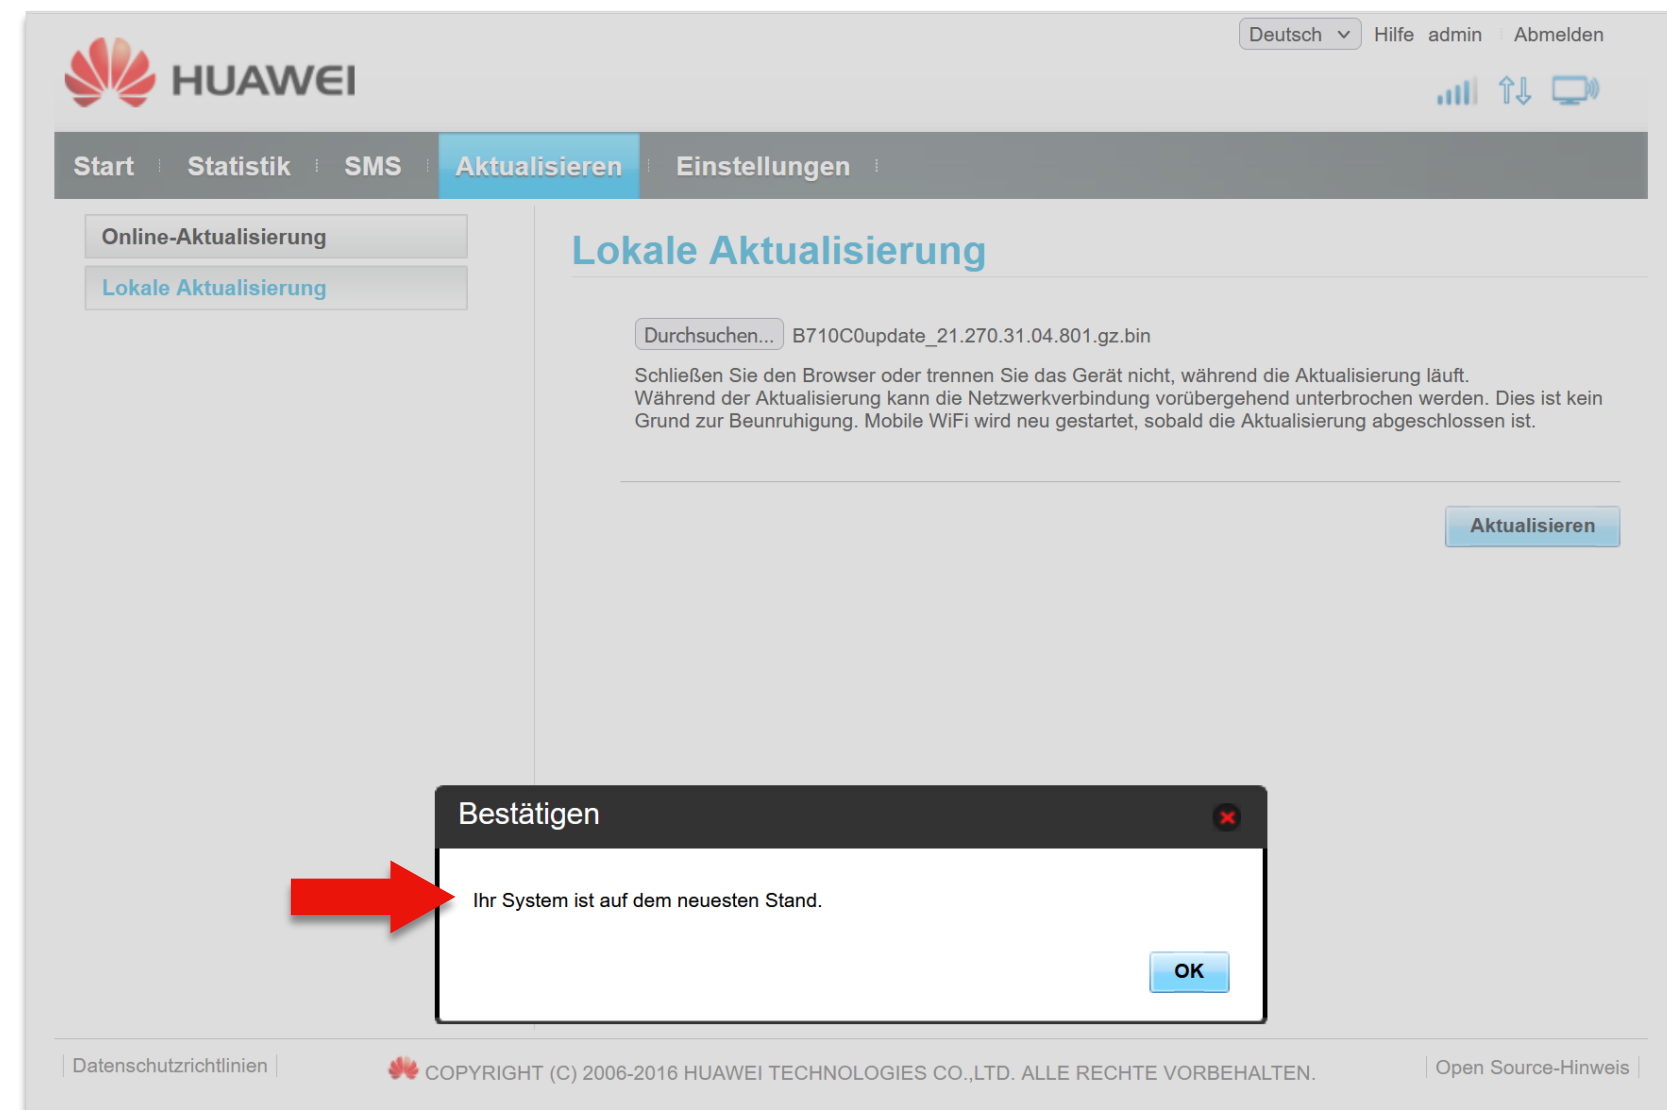 Deutsch Hilfe admin Abmelden
HUAWEI
Start Statistik SMS Aktualisieren Einstellungen
Online-Aktualisierung
Lokale Aktualisierung
Lokale Aktualisierung
Durchsuchen... B710C0update_21.270.31.04.801.gz.bin
Schließen Sie den Browser oder trennen Sie das Gerät nicht, während die Aktualisierung läuft.
Während der Aktualisierung kann die Netzwerkverbindung vorübergehend unterbrochen werden. Dies ist kein
Grund zur Beunruhigung. Mobile WiFi wird neu gestartet, sobald die Aktualisierung abgeschlossen ist.
Aktualisieren
Bestätigen
Ihr System ist auf dem neuesten Stand.
OK
Datenschutzrichtlinien COPYRIGHT (C) 2006-2016 HUAWEI TECHNOLOGIES CO.,LTD. ALLE RECHTE VORBEHALTEN. Open Source-Hinweis